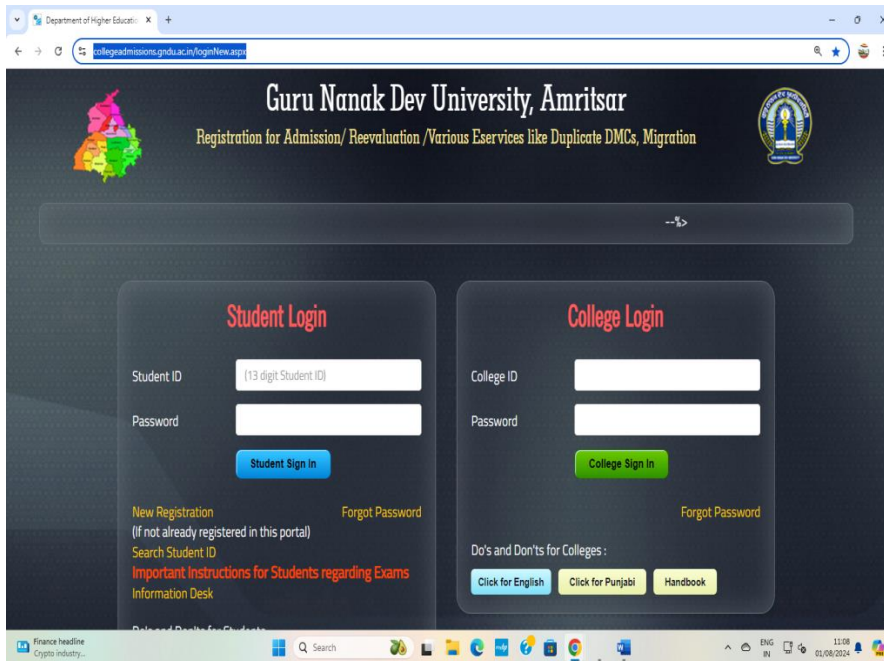 Department of Higher Educatio
collegeadmissions.gndu.ac.in/loginNew.aspx
Guru Nanak Dev University, Amritsar
Registration for Admission/ Reevaluation /Various Eservices like Duplicate DMCs, Migration
--%>
Student Login
Student ID
(13 digit Student ID)
Password
Student Sign In
New Registration
Forgot Password
(If not already registered in this portal)
Search Student ID
Important Instructions for Students regarding Exams
Information Desk
College Login
College ID
Password
College Sign In
Forgot Password
Do's and Don'ts for Colleges :
Click for English
Click for Punjabi
Handbook
Finance headline
Crypto industry...
Search
ENG
IN
11:08
01/08/2024